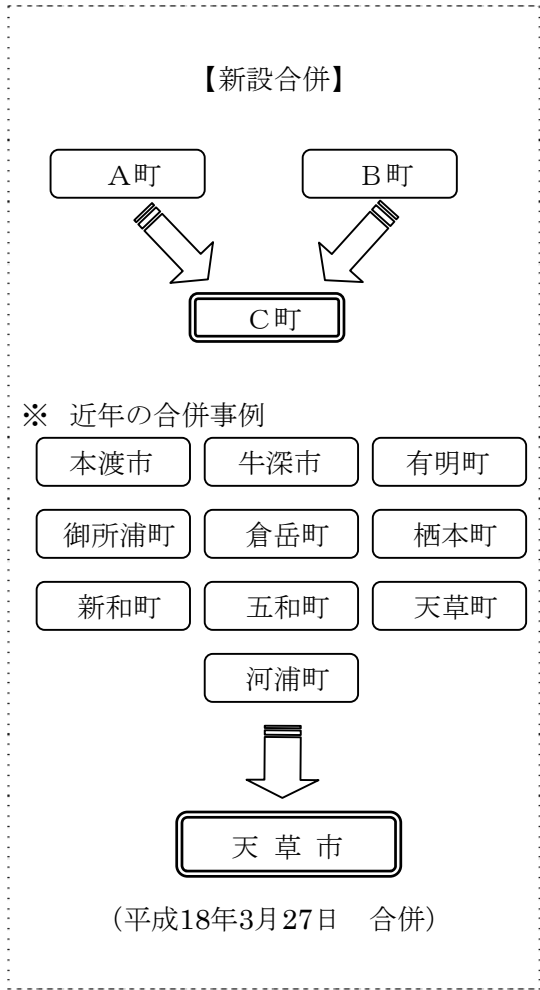 【新設合併】
A町 B町
C町
※ 近年の合併事例
本渡市 牛深市 有明町
御所浦町 倉岳町 栖本町
新和町 五和町 天草町
河浦町
天 草 市
(平成18年3月27日 合併)